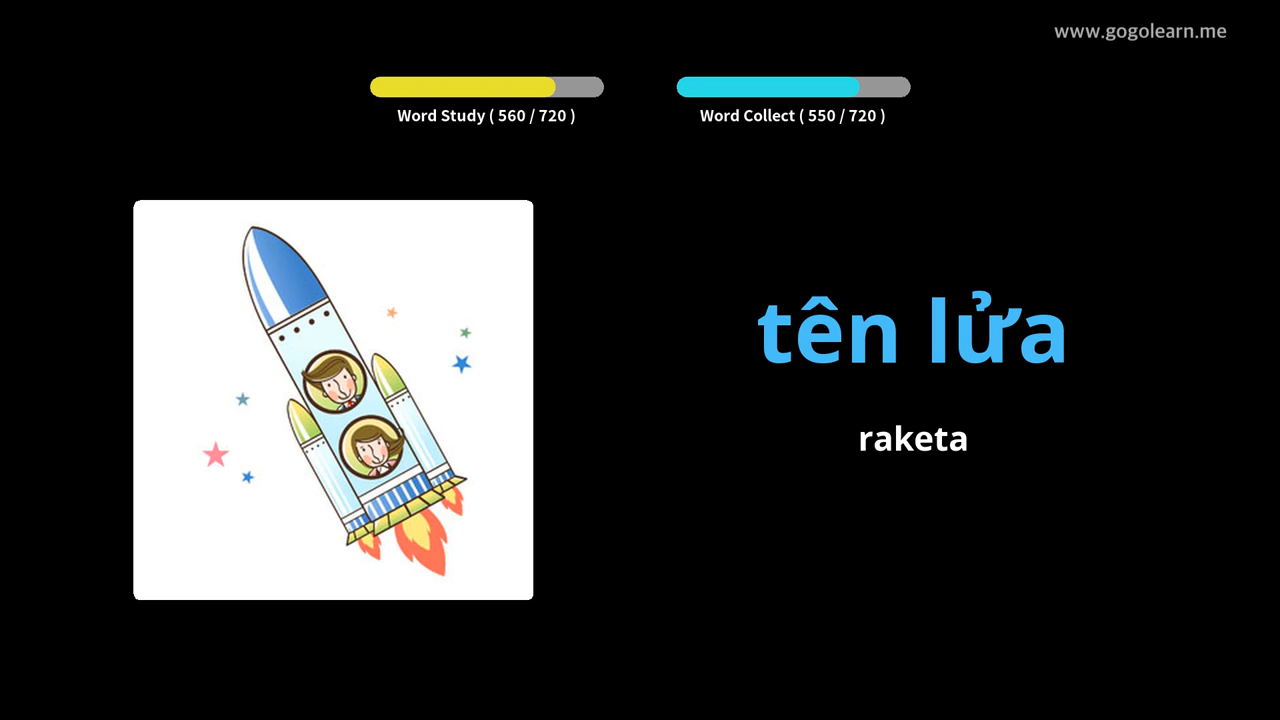 www.gogolearn.me
Word Study ( 560 / 720 )
Word Collect ( 550 / 720 )
tên lửa
raketa